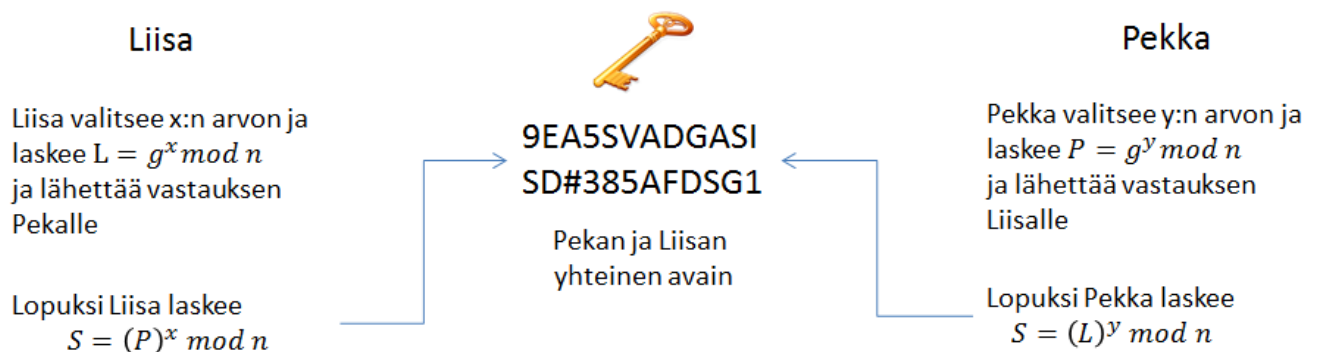 Liisa
Liisa valitsee x:n arvon ja
laskee L = gˣ mod n
ja lähettää vastauksen
Pekalle
Lopuksi Liisa laskee
S = (P)ˣ mod n
9EA5SVADGASI
SD#385AFDSG1
Pekan ja Liisan
yhteinen avain
Pekka
Pekka valitsee y:n arvon ja
laskee P = gʸ mod n
ja lähettää vastauksen
Liisalle
Lopuksi Pekka laskee
S = (L)ʸ mod n